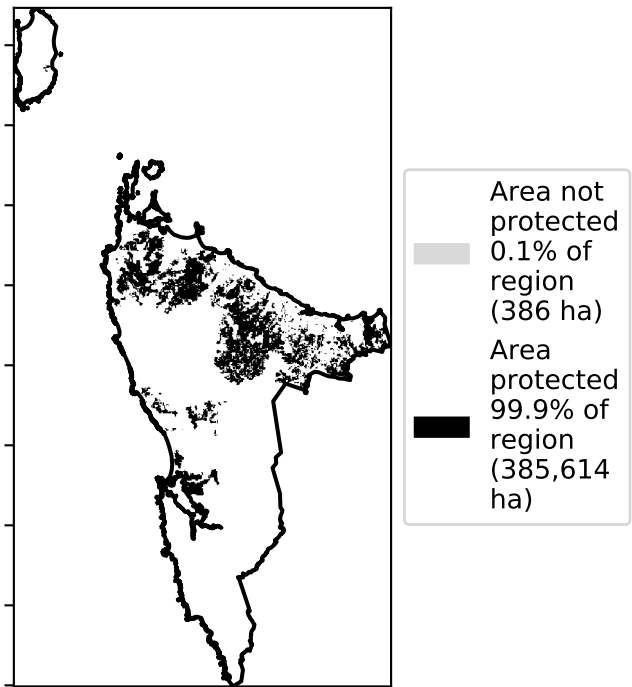 Area not
protected
0.1% of
region
(386 ha)
Area
protected
99.9% of
region
(385,614
ha)